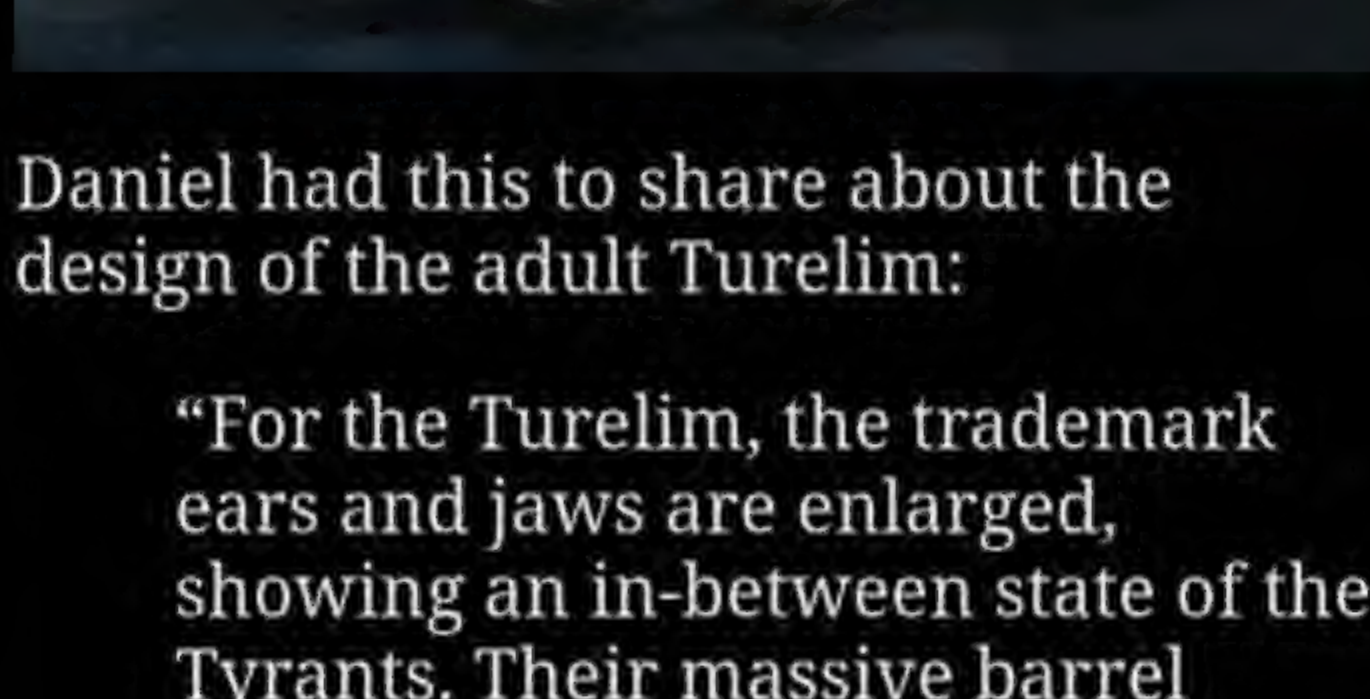 Daniel had this to share about the
design of the adult Turelim:
“For the Turelim, the trademark
ears and jaws are enlarged,
showing an in-between state of the
Tyrants. Their massive barrel